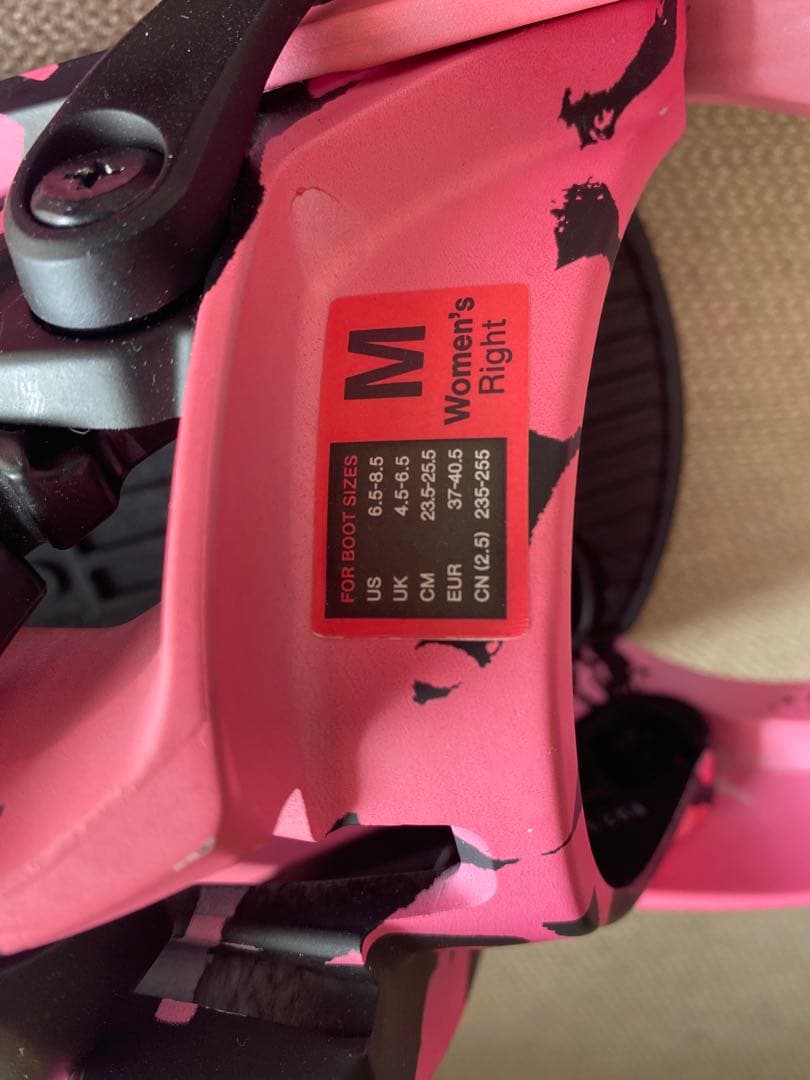 M
Women's
Right
FOR BOOT SIZES
US 6.5-8.5
UK 4.5-6.5
CM 23.5-25.5
EUR 37-40.5
CN (2.5) 235-255